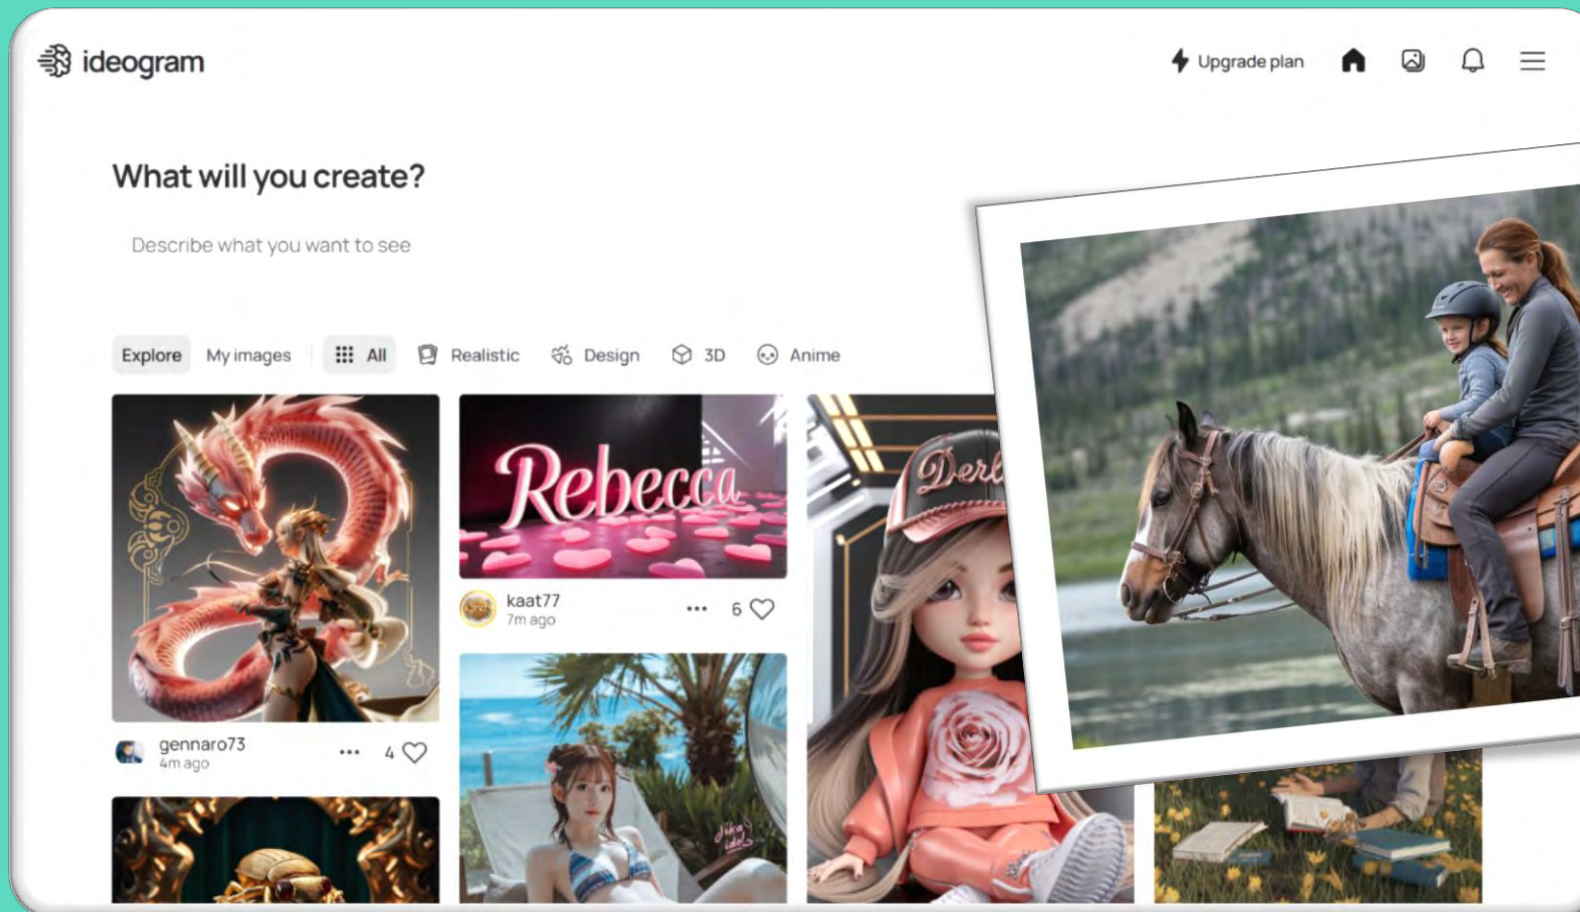 ideogram
Upgrade plan
What will you create?
Describe what you want to see
Explore My images All Realistic Design 3D Anime
Rebecca
kaat77
7m ago
6
gennaro73
4m ago
4